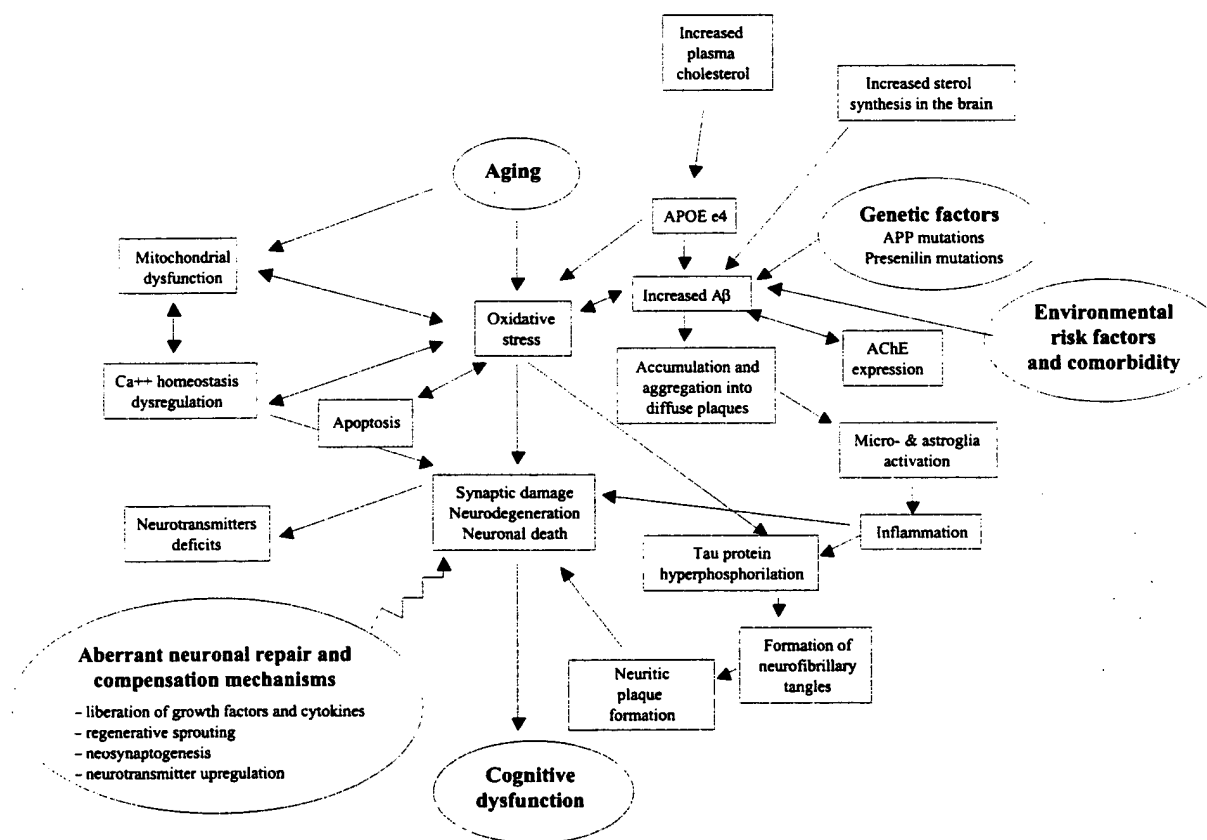 Increased
plasma
cholesterol
Increased sterol
synthesis in the brain
Aging
APOE e4
Genetic factors
APP mutations
Presenilin mutations
Mitochondrial
dysfunction
Increased Aβ
Oxidative
stress
Environmental
risk factors
and comorbidity
AChE
expression
Accumulation and
aggregation into
diffuse plaques
Ca++ homeostasis
dysregulation
Apoptosis
Micro- & astroglia
activation
Synaptic damage
Neurodegeneration
Neuronal death
Neurotransmitters
deficits
Inflammation
Tau protein
hyperphosphorilation
Aberrant neuronal repair and
compensation mechanisms
– liberation of growth factors and cytokines
– regenerative sprouting
– neosynaptogenesis
– neurotransmitter upregulation
Neuritic
plaque
formation
Formation of
neurofibrillary
tangles
Cognitive
dysfunction